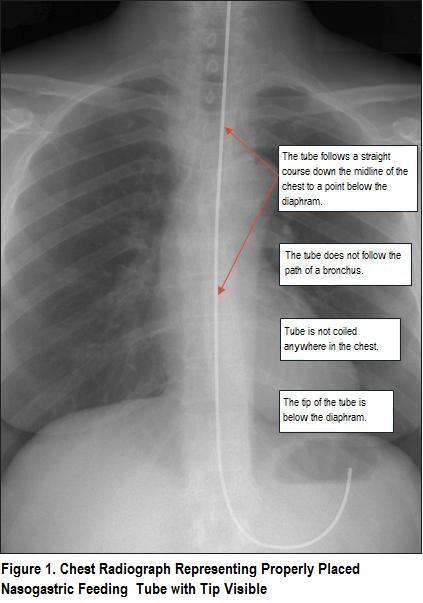 The tube follows a straight
course down the midline of the
chest to a point below the
diaphram.
The tube does not follow the
path of a bronchus.
Tube is not coiled
anywhere in the chest.
The tip of the tube is
below the diaphram.
Figure 1. Chest Radiograph Representing Properly Placed
Nasogastric Feeding Tube with Tip Visible